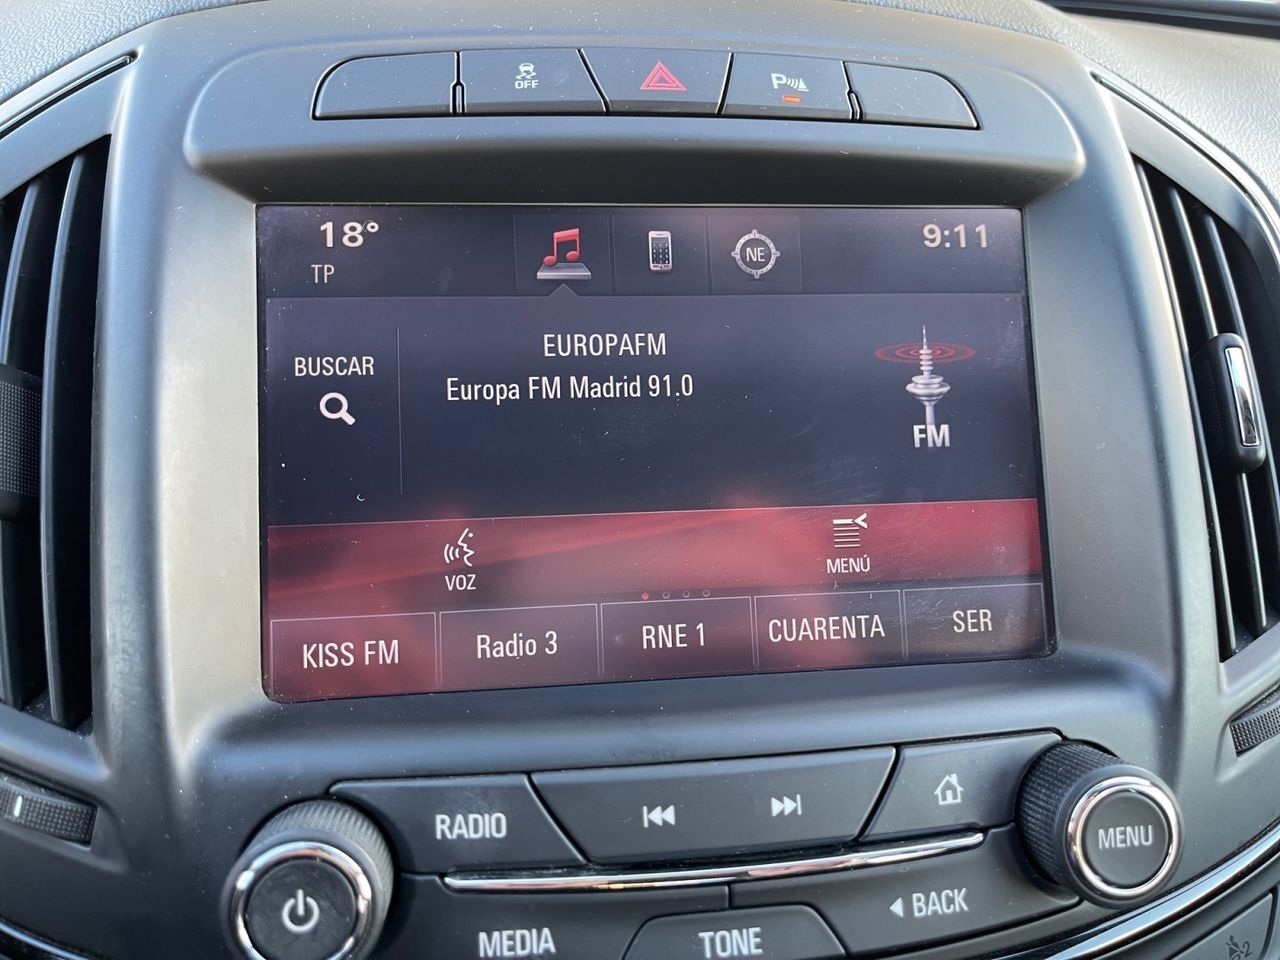 OFF
P
18°
NE
9:11
TP
BUSCAR
EUROPAFM
Europa FM Madrid 91.0
FM
VOZ
MENÚ
KISS FM
Radio 3
RNE 1
CUARENTA
SER
RADIO
MENU
BACK
MEDIA
TONE